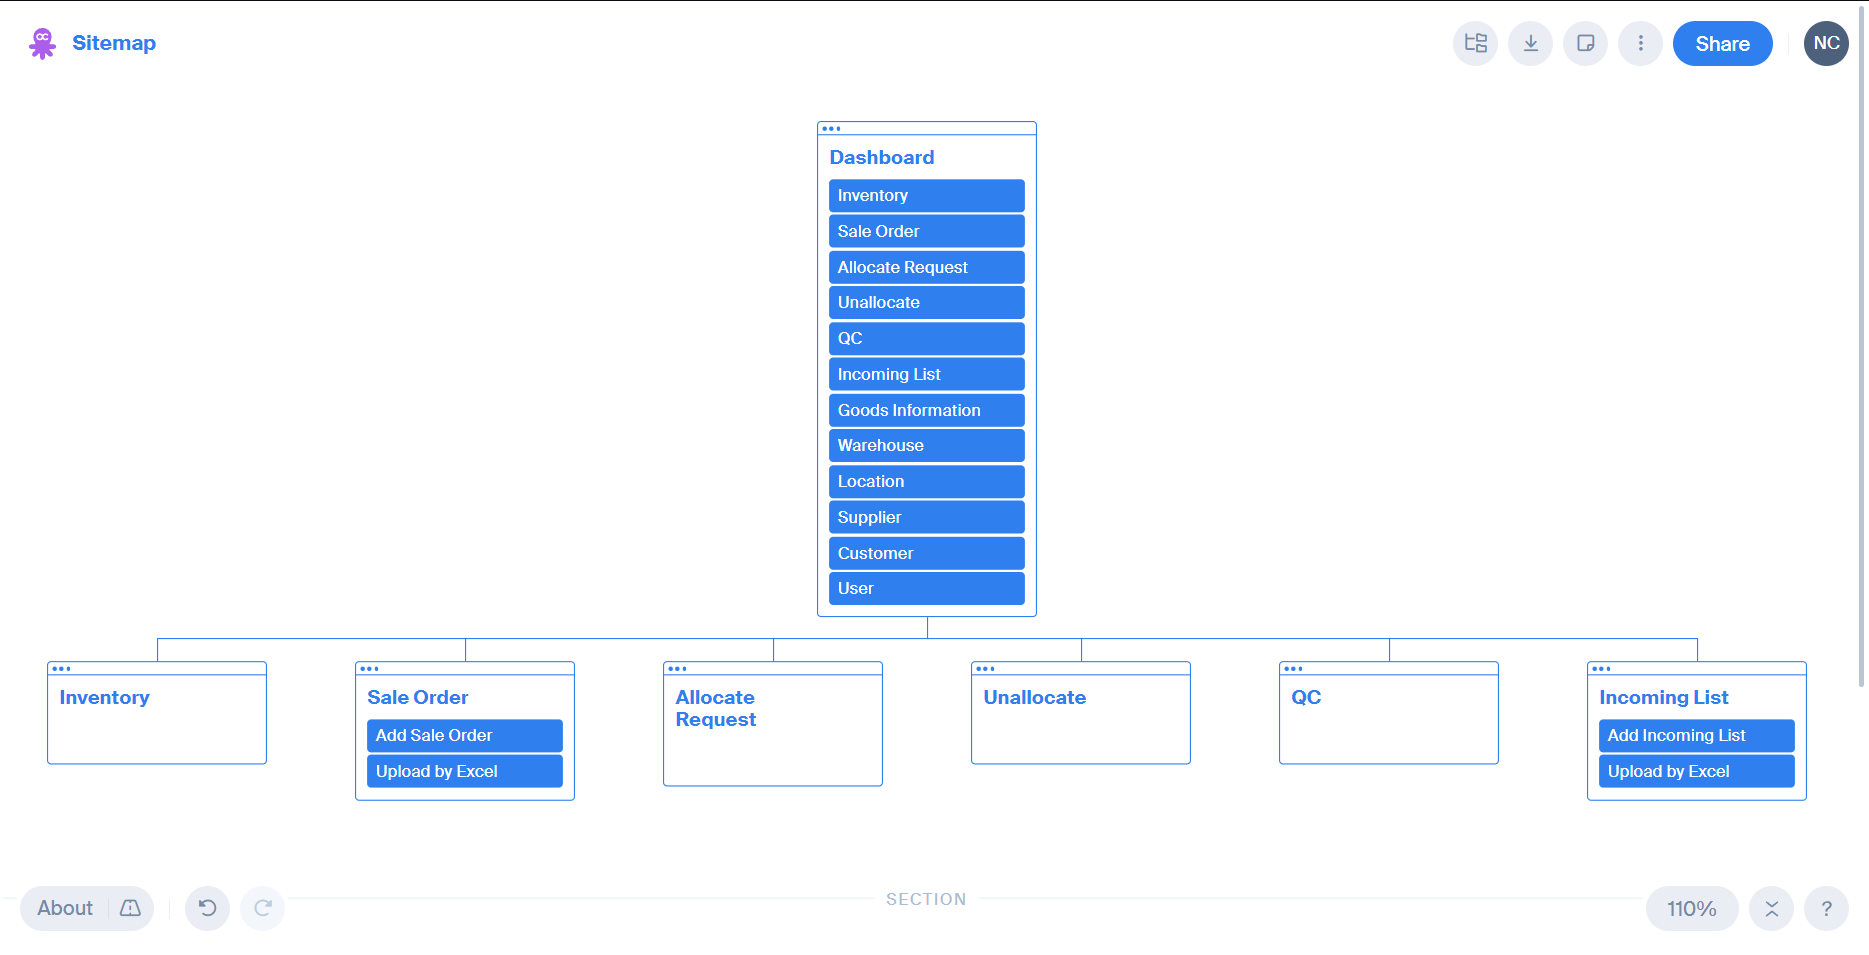 Sitemap
Share
NC
Dashboard
Inventory
Sale Order
Allocate Request
Unallocate
QC
Incoming List
Goods Information
Warehouse
Location
Supplier
Customer
User
Inventory
Sale Order
Add Sale Order
Upload by Excel
Allocate
Request
Unallocate
QC
Incoming List
Add Incoming List
Upload by Excel
About
SECTION
110%
?